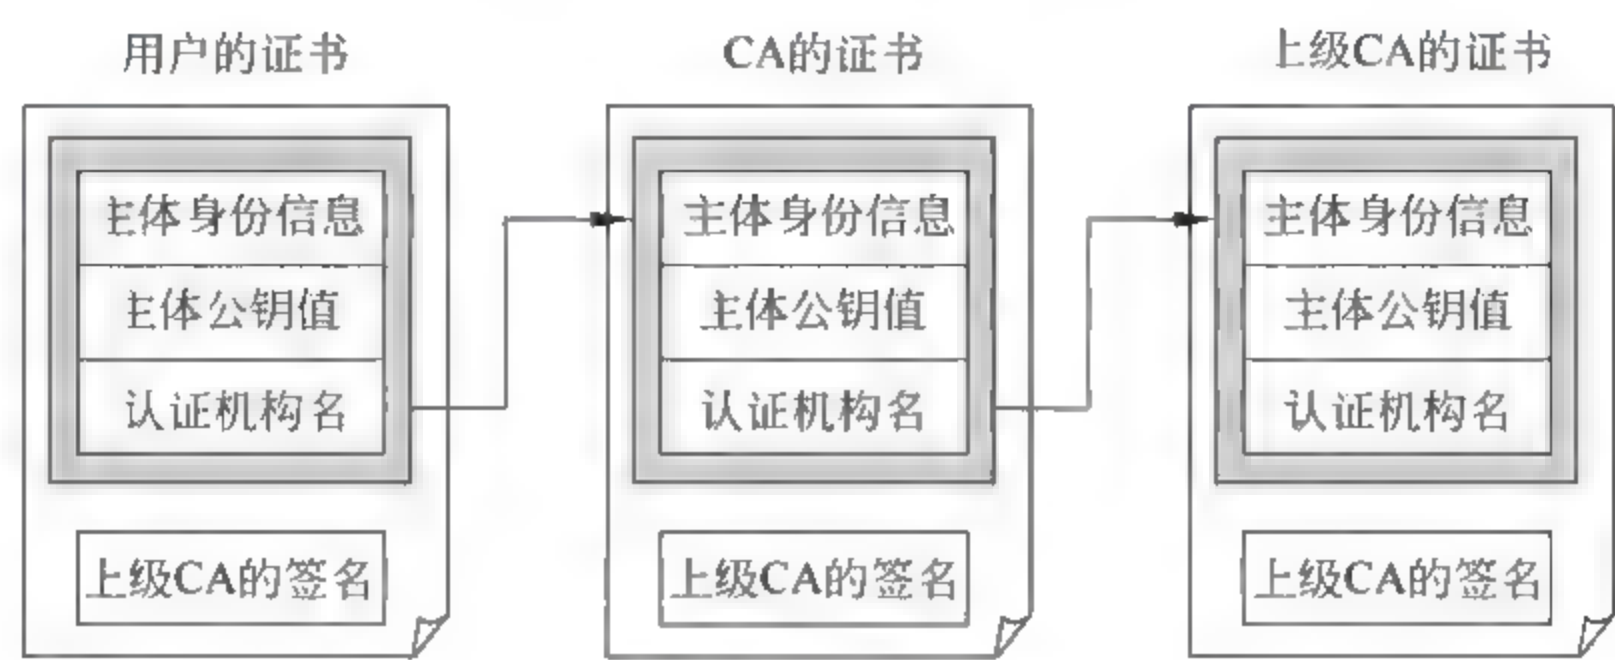 用户的证书
主体身份信息
主体公钥值
认证机构名
上级CA的签名
CA的证书
主体身份信息
主体公钥值
认证机构名
上级CA的签名
上级CA的证书
主体身份信息
主体公钥值
认证机构名
上级CA的签名